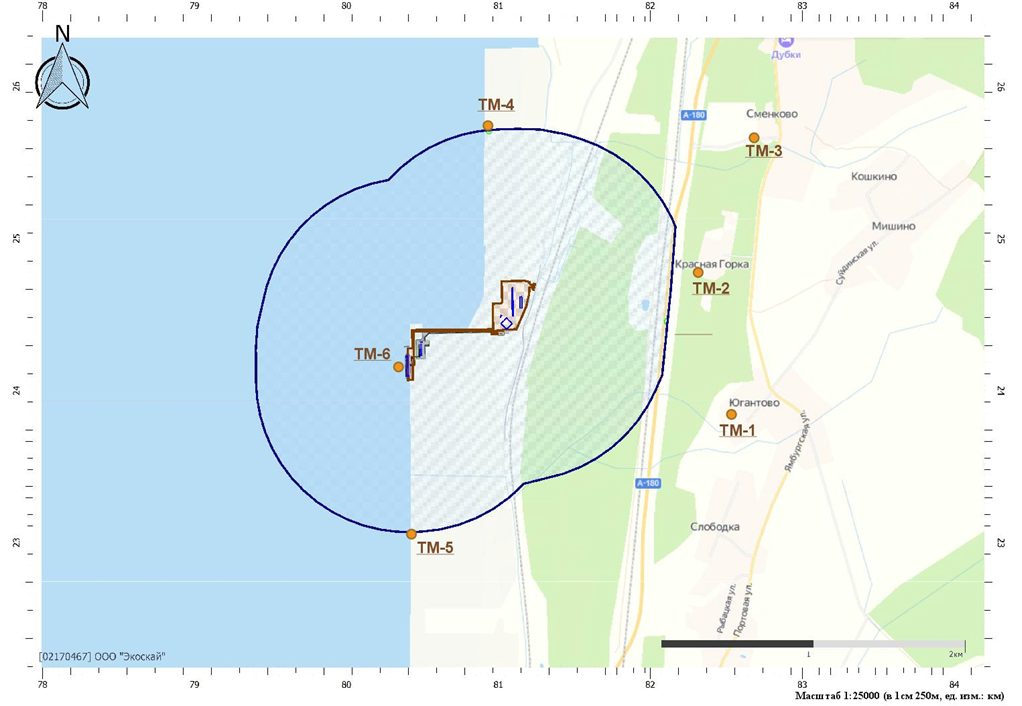 78 79 80 81 82 83 84
N
26
26
Дубки
А-180
Сменково
ТМ-4
ТМ-3
Кошкино
Мишино
25
25
Суйдинская ул.
Красная Горка
ТМ-2
ТМ-6
24
24
Югантово
ТМ-1
Ямбургская ул.
А-180
Слободка
23
23
ТМ-5
Рыбацкая ул.
Портовая ул.
[02170467] ООО "Экоскай"
1
2км
78 79 80 81 82 83 84
Масштаб 1:25000 (в 1см 250м, ед. изм.: км)